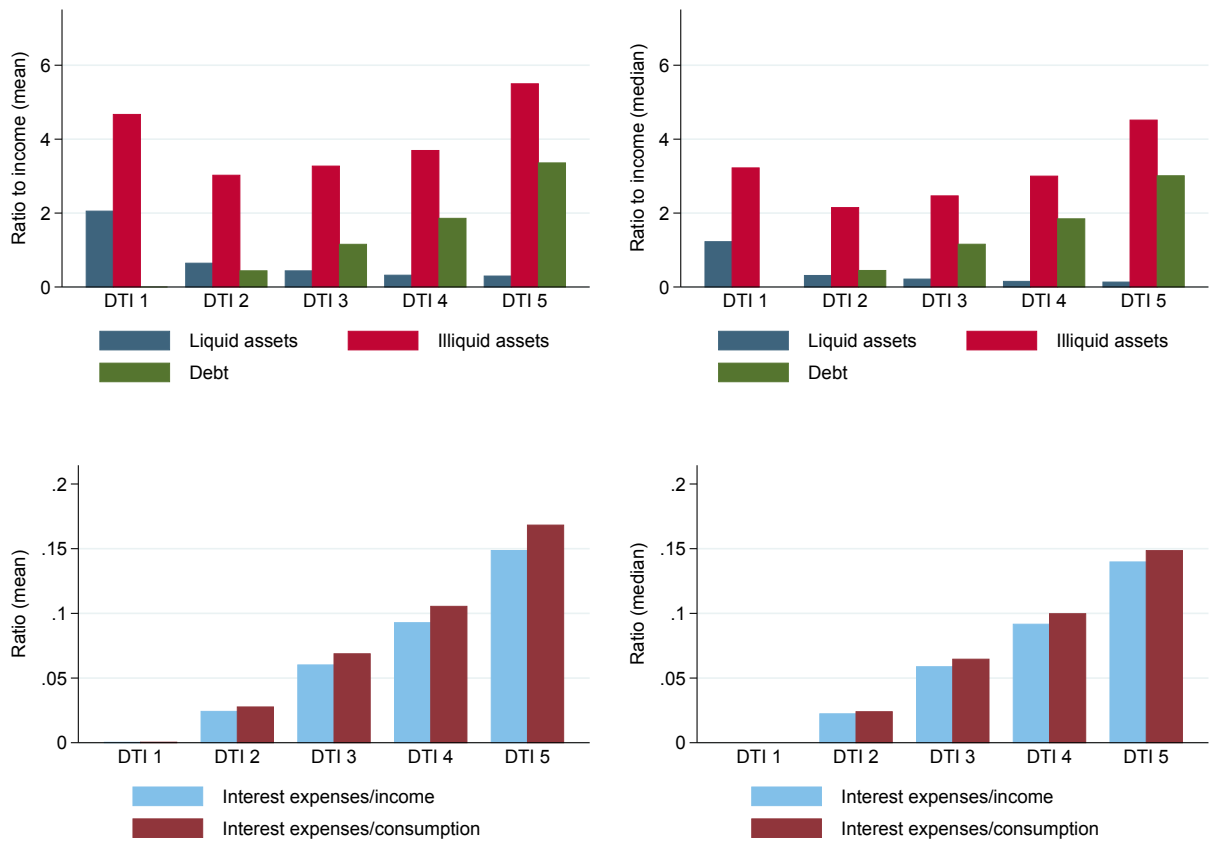 Ratio to income (mean)
6
4
2
0
DTI 1 DTI 2 DTI 3 DTI 4 DTI 5
Liquid assets Illiquid assets
Debt
Ratio to income (median)
6
4
2
0
DTI 1 DTI 2 DTI 3 DTI 4 DTI 5
Liquid assets Illiquid assets
Debt
Ratio (mean)
.2
.15
.1
.05
0
DTI 1 DTI 2 DTI 3 DTI 4 DTI 5
Interest expenses/income
Interest expenses/consumption
Ratio (median)
.2
.15
.1
.05
0
DTI 1 DTI 2 DTI 3 DTI 4 DTI 5
Interest expenses/income
Interest expenses/consumption